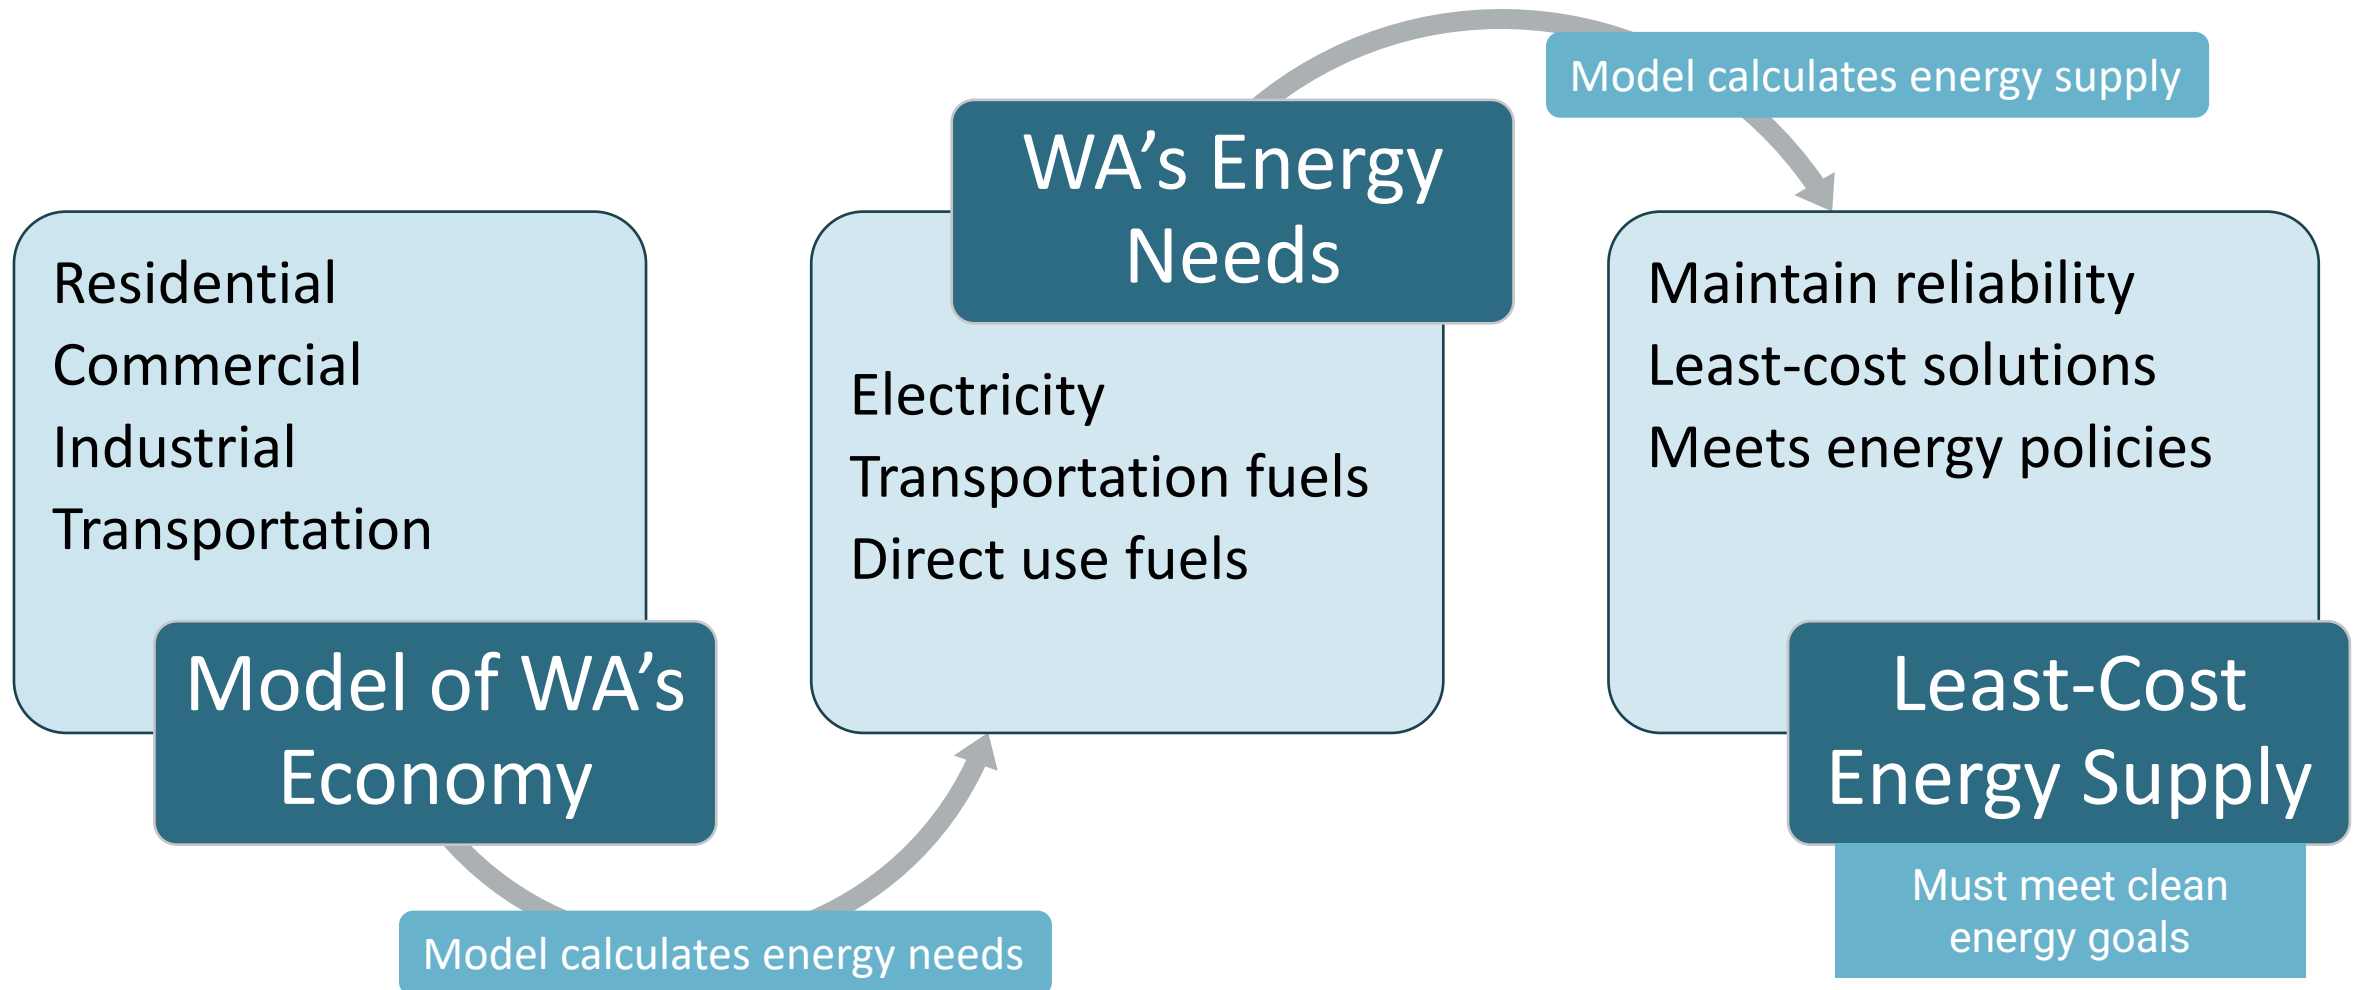 Residential
Commercial
Industrial
Transportation
Model of WA’s
Economy
Model calculates energy needs
WA’s Energy
Needs
Electricity
Transportation fuels
Direct use fuels
Model calculates energy supply
Maintain reliability
Least-cost solutions
Meets energy policies
Least-Cost
Energy Supply
Must meet clean
energy goals